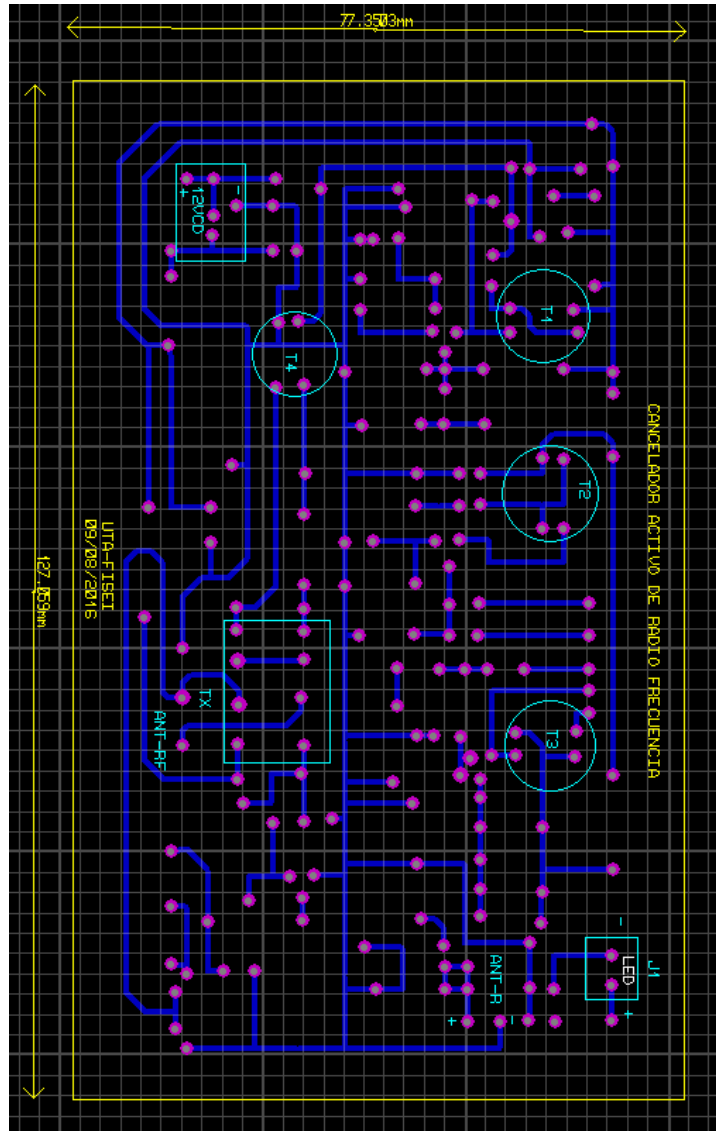 77.3503mm
12VCD
+
-
T1
T4
CANCELADOR ACTIVO DE RADIO FRECUENCIA
T2
UTA-FISEI
09/08/2016
127.059mm
TX
ANT-RF
T3
ANT-R
+
-
-
J1
LED
+